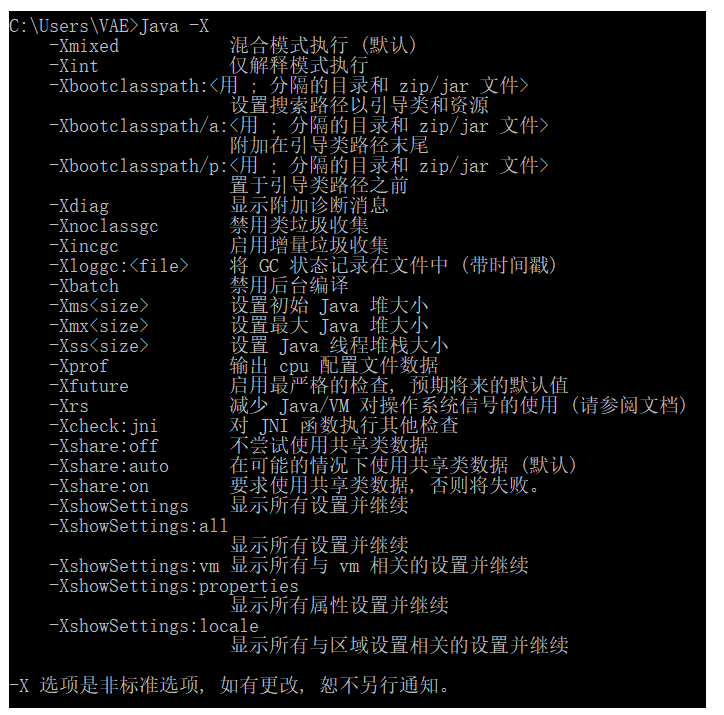 C:\Users\VAE>Java -X
    -Xmixed           混合模式执行 (默认)
    -Xint             仅解释模式执行
    -Xbootclasspath:<用 ; 分隔的目录和 zip/jar 文件>
                      设置搜索路径以引导类和资源
    -Xbootclasspath/a:<用 ; 分隔的目录和 zip/jar 文件>
                      附加在引导类路径末尾
    -Xbootclasspath/p:<用 ; 分隔的目录和 zip/jar 文件>
                      置于引导类路径之前
    -Xdiag            显示附加诊断消息
    -Xnoclassgc       禁用类垃圾收集
    -Xincgc           启用增量垃圾收集
    -Xloggc:<file>    将 GC 状态记录在文件中 (带时间戳)
    -Xbatch           禁用后台编译
    -Xms<size>        设置初始 Java 堆大小
    -Xmx<size>        设置最大 Java 堆大小
    -Xss<size>        设置 Java 线程堆栈大小
    -Xprof            输出 cpu 配置文件数据
    -Xfuture          启用最严格的检查, 预期将来的默认值
    -Xrs              减少 Java/VM 对操作系统信号的使用 (请参阅文档)
    -Xcheck:jni       对 JNI 函数执行其他检查
    -Xshare:off       不尝试使用共享类数据
    -Xshare:auto      在可能的情况下使用共享类数据 (默认)
    -Xshare:on        要求使用共享类数据, 否则将失败。
    -XshowSettings    显示所有设置并继续
    -XshowSettings:all
                      显示所有设置并继续
    -XshowSettings:vm 显示所有与 vm 相关的设置并继续
    -XshowSettings:properties
                      显示所有属性设置并继续
    -XshowSettings:locale
                      显示所有与区域设置相关的设置并继续
-X 选项是非标准选项, 如有更改, 恕不另行通知。